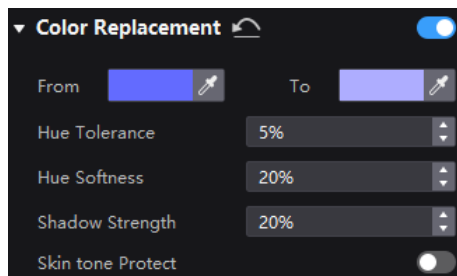 Color Replacement
From To
Hue Tolerance 5%
Hue Softness 20%
Shadow Strength 20%
Skin tone Protect